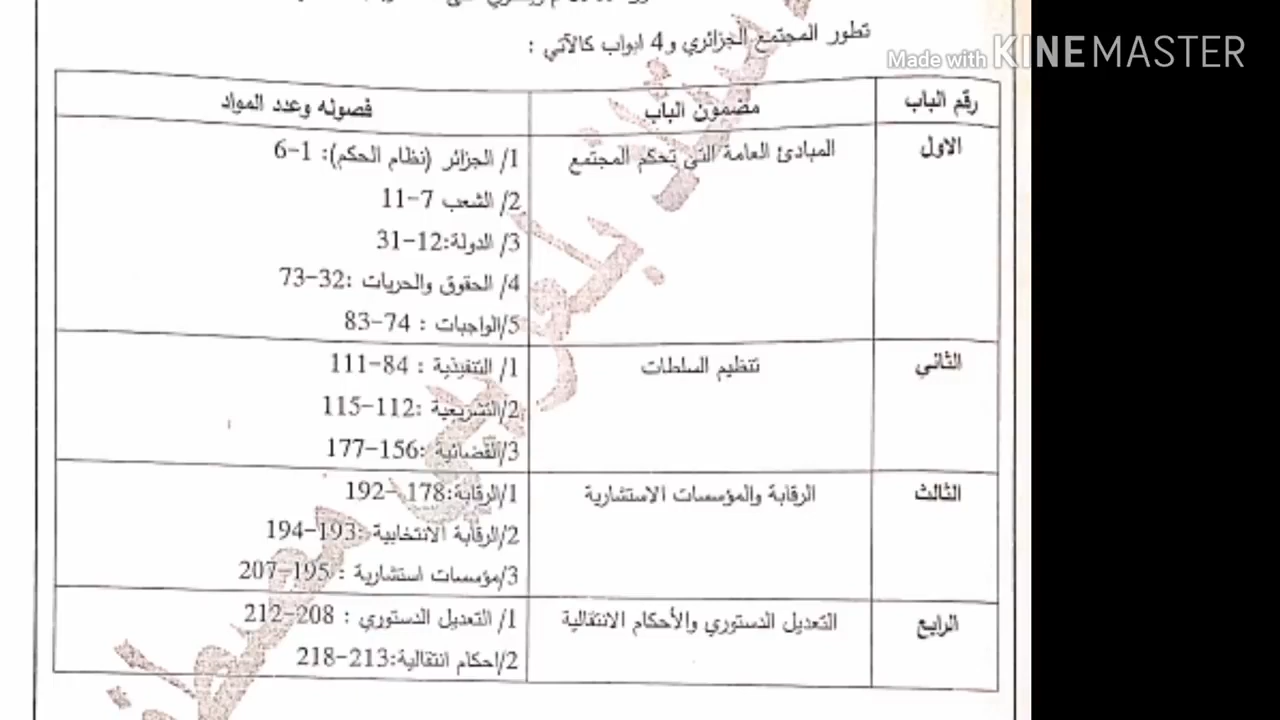 تطور المجتمع الجزائري و4 ابواب كالآتي :
Made with KINEMASTER
رقم الباب
مضمون الباب
فصوله وعدد المواد
الاول
المبادئ العامة التي تحكم المجتمع
1/ الجزائر (نظام الحكم): 1-6
2/ الشعب 7-11
3/ الدولة:12-31
4/ الحقوق والحريات :32-73
5/الواجبات : 74-83
الثاني
تنظيم السلطات
1/ التنفيذية : 84-111
2/التشريعية :112-115
3/القضائية :156-177
الثالث
الرقابة والمؤسسات الاستشارية
1/الرقابة:178-192
2/الرقابة الانتخابية :193-194
3/مؤسسات استشارية : 195-207
الرابع
التعديل الدستوري والأحكام الانتقالية
1/ التعديل الدستوري : 208-212
2/احكام انتقالية:213-218